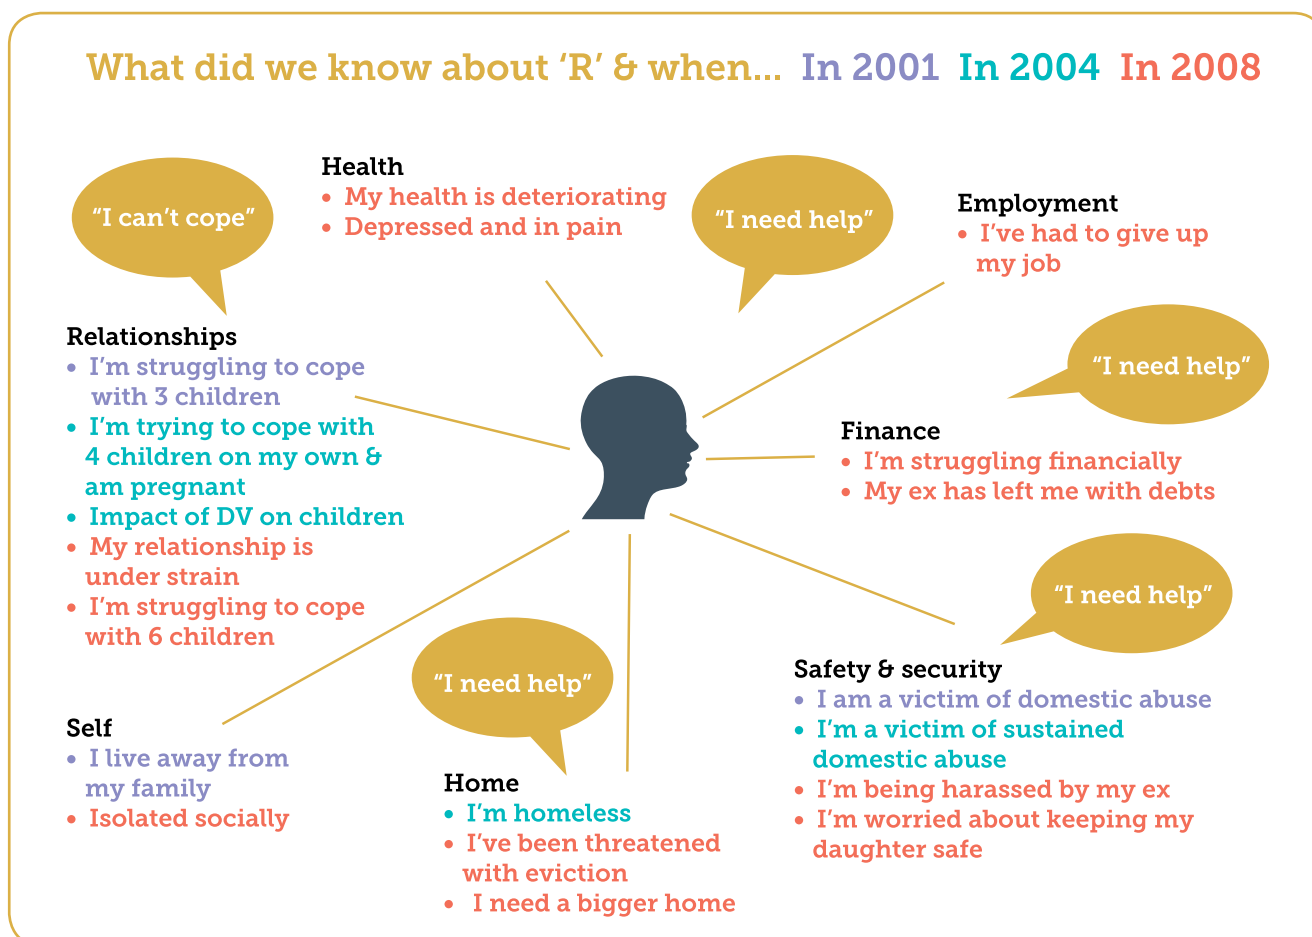 What did we know about ‘R’ & when... In 2001 In 2004 In 2008
“I can’t cope”
Health
• My health is deteriorating
• Depressed and in pain
“I need help”
Employment
• I’ve had to give up
my job
Relationships
• I’m struggling to cope
with 3 children
• I’m trying to cope with
4 children on my own &
am pregnant
• Impact of DV on children
• My relationship is
under strain
• I’m struggling to cope
with 6 children
“I need help”
Finance
• I’m struggling financially
• My ex has left me with debts
“I need help”
Safety & security
• I am a victim of domestic abuse
• I’m a victim of sustained
domestic abuse
• I’m being harassed by my ex
• I’m worried about keeping my
daughter safe
Self
• I live away from
my family
• Isolated socially
“I need help”
Home
• I’m homeless
• I’ve been threatened
with eviction
• I need a bigger home